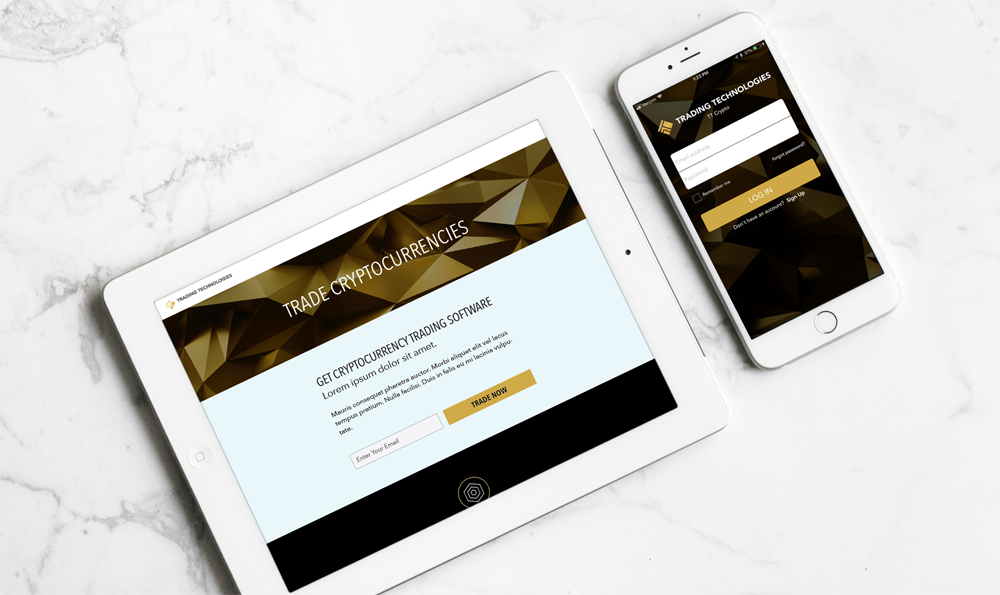 TRADING TECHNOLOGIES
TRADE CRYPTOCURRENCIES
GET CRYPTOCURRENCY TRADING SOFTWARE
Lorem ipsum dolor sit amet.
Mauris consequat pharetra auctor. Morbi aliquet elit vel lacus
tempus pretium. Nulla facilisi. Duis in felis eu mi lacinia vulpu-
tate.
Enter Your Email
TRADE NOW
Verizon
1:23 PM
37%
TRADING TECHNOLOGIES
TT Crypto
Email address
Password
Remember me
forgot password?
LOG IN
Don't have an account? Sign Up